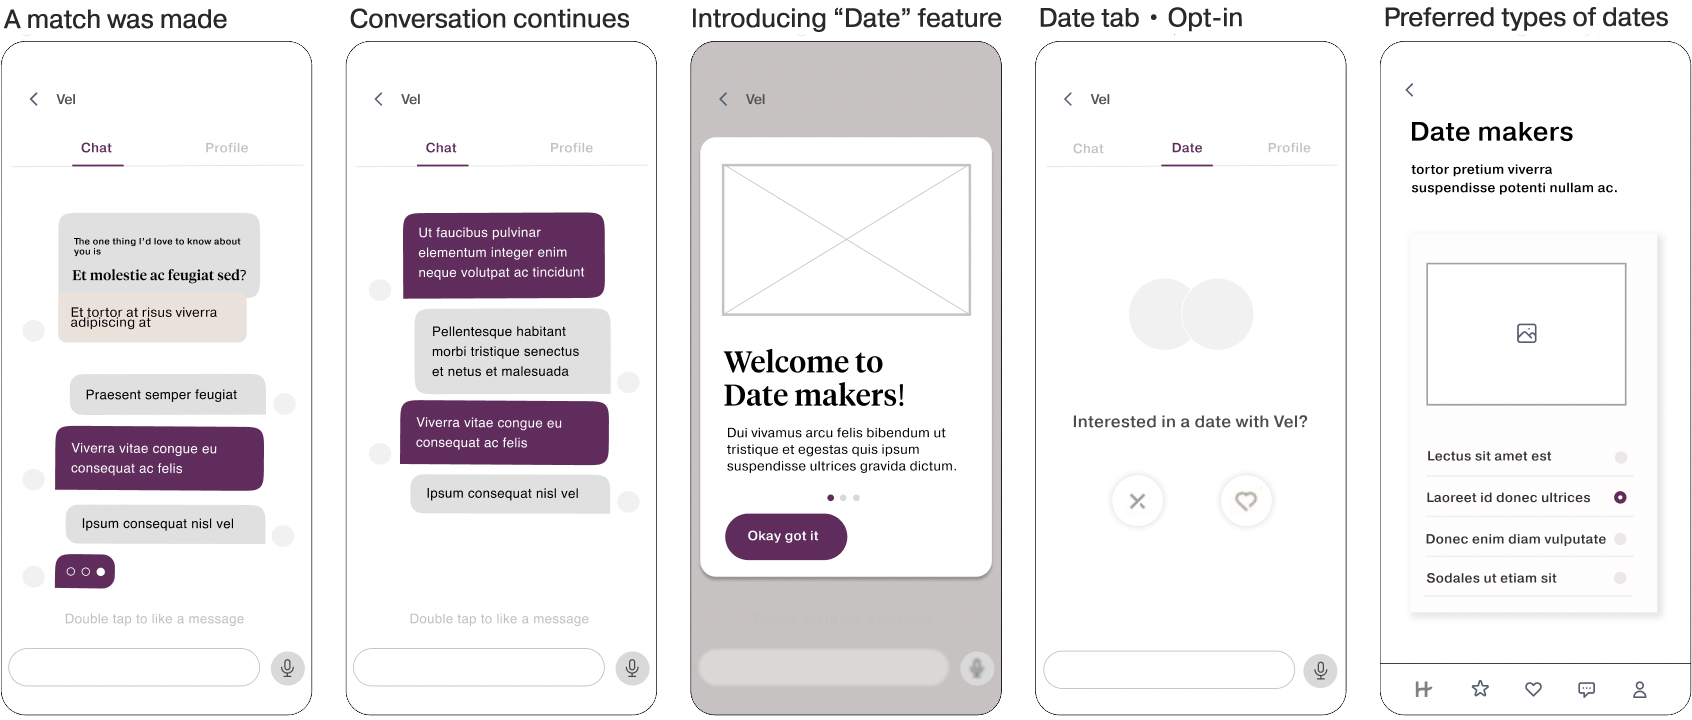 A match was made
Vel
Chat
Profile
The one thing I'd love to know about
you is
Et molestie ac feugiat sed?
Et tortor at risus viverra
adipiscing at
Praesent semper feugiat
Viverra vitae congue eu
consequat ac felis
Ipsum consequat nisl vel
Double tap to like a message
Conversation continues
Vel
Chat
Profile
Ut faucibus pulvinar
elementum integer enim
neque volutpat ac tincidunt
Pellentesque habitant
morbi tristique senectus
et netus et malesuada
Viverra vitae congue eu
consequat ac felis
Ipsum consequat nisl vel
Double tap to like a message
Introducing “Date” feature
Vel
Welcome to
Date makers!
Dui vivamus arcu felis bibendum ut
tristique et egestas quis ipsum
suspendisse ultrices gravida dictum.
Okay got it
Double tap to like a message
Date tab • Opt-in
Vel
Chat
Date
Profile
Interested in a date with Vel?
Preferred types of dates
Date makers
tortor pretium viverra
suspendisse potenti nullam ac.
Lectus sit amet est
Laoreet id donec ultrices
Donec enim diam vulputate
Sodales ut etiam sit